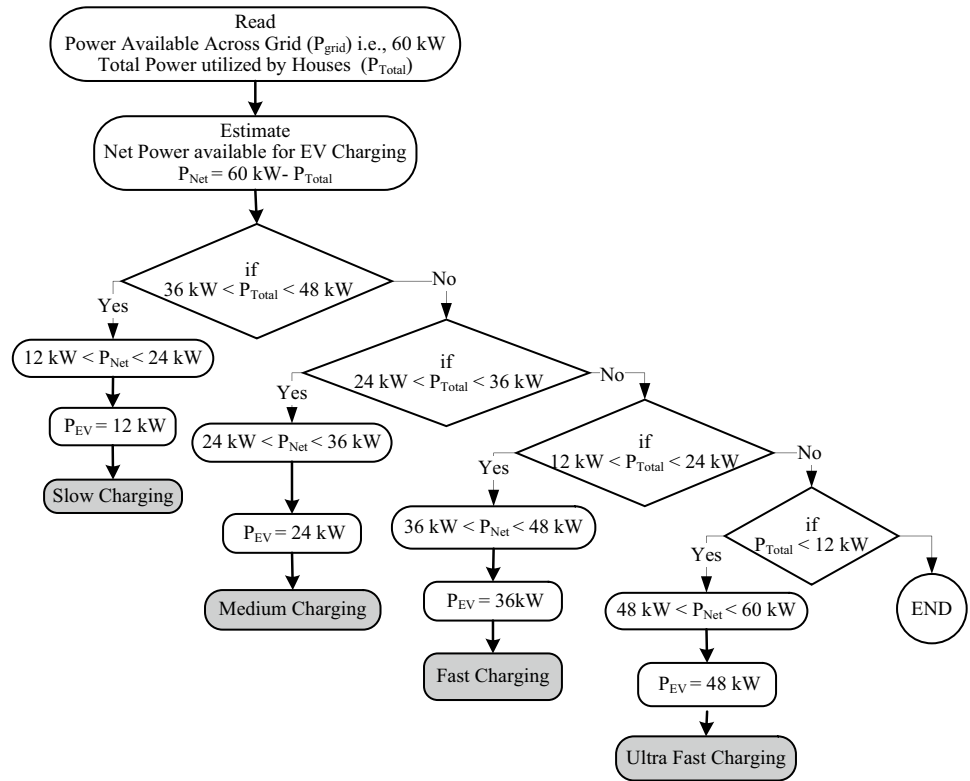 Read
Power Available Across Grid (Pgrid) i.e., 60 kW
Total Power utilized by Houses (PTotal)
Estimate
Net Power available for EV Charging
PNet = 60 kW- PTotal
if
36 kW < PTotal < 48 kW
Yes
No
12 kW < PNet < 24 kW
PEV = 12 kW
Slow Charging
if
24 kW < PTotal < 36 kW
Yes
No
24 kW < PNet < 36 kW
PEV = 24 kW
Medium Charging
if
12 kW < PTotal < 24 kW
Yes
No
36 kW < PNet < 48 kW
PEV = 36kW
Fast Charging
if
PTotal < 12 kW
Yes
48 kW < PNet < 60 kW
PEV = 48 kW
Ultra Fast Charging
END